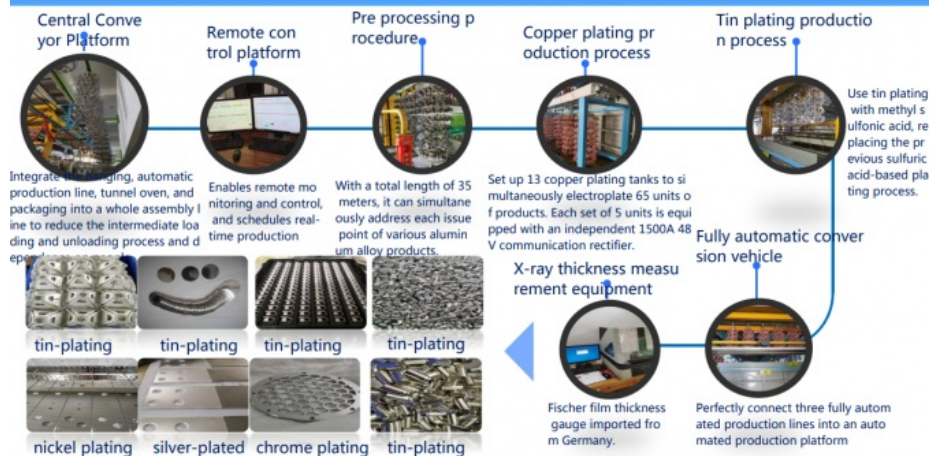 Central Conve
yor Platform
Remote con
trol platform
Pre processing p
rocedure
Copper plating pr
oduction process
Tin plating productio
n process
Integrate the hanging, automatic
production line, tunnel oven, and
packaging into a whole assembly l
ine to reduce the intermediate loa
ding and unloading process and d
Enables remote mo
nitoring and control,
and schedules real-
time production
With a total length of 35
meters, it can simultane
ously address each issue
point of various alumin
um alloy products.
Set up 13 copper plating tanks to si
multaneously electroplate 65 units o
f products. Each set of 5 units is equi
pped with an independent 1500A 48
V communication rectifier.
Use tin plating
with methyl s
ulfonic acid, re
placing the pr
evious sulfuric
acid-based pla
ting process.
Fully automatic conver
sion vehicle
X-ray thickness measu
rement equipment
Fischer film thickness
gauge imported fro
m Germany.
Perfectly connect three fully autom
ated production lines into an auto
mated production platform
tin-plating
tin-plating
tin-plating
tin-plating
nickel plating
silver-plated
chrome plating
tin-plating